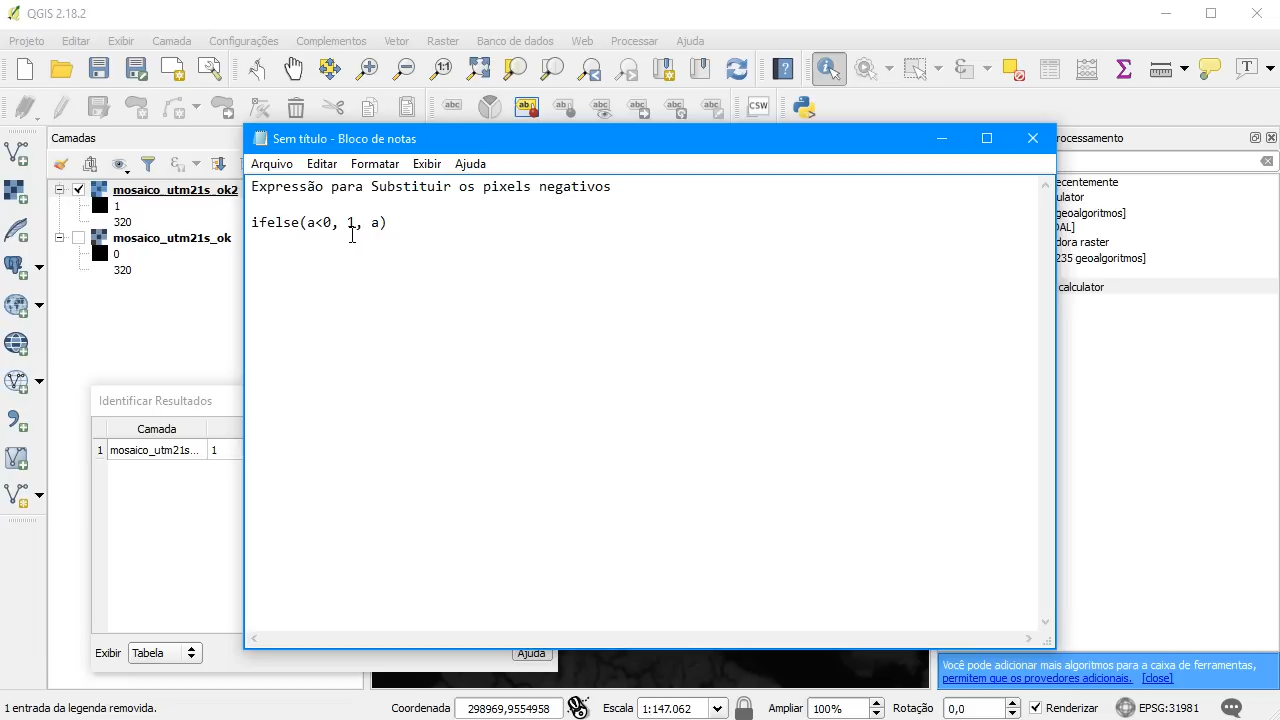 QGIS 2.18.2
Projeto Editar Exibir Camada Configurações Complementos Vetor Raster Banco de dados Web Processar Ajuda
abc ab abc CSW
Camadas
mosaico_utm21s_ok2
1
320
mosaico_utm21s_ok
0
320
Sem título - Bloco de notas
Arquivo Editar Formatar Exibir Ajuda
Expressão para Substituir os pixels negativos
ifelse(a<0, 1, a)
rocessamento
ecentemente
ulator
geoalgoritmos]
DAL]
dora raster
235 geoalgoritmos]
calculator
Identificar Resultados
Camada
1 mosaico_utm21s... 1
Exibir Tabela
Ajuda
Você pode adicionar mais algoritmos para a caixa de ferramentas,
permitem que os provedores adicionais. [close]
1 entrada da legenda removida. Coordenada 298969,9554958 Escala 1:147.062 Ampliar 100% Rotação 0,0 Renderizar EPSG:31981